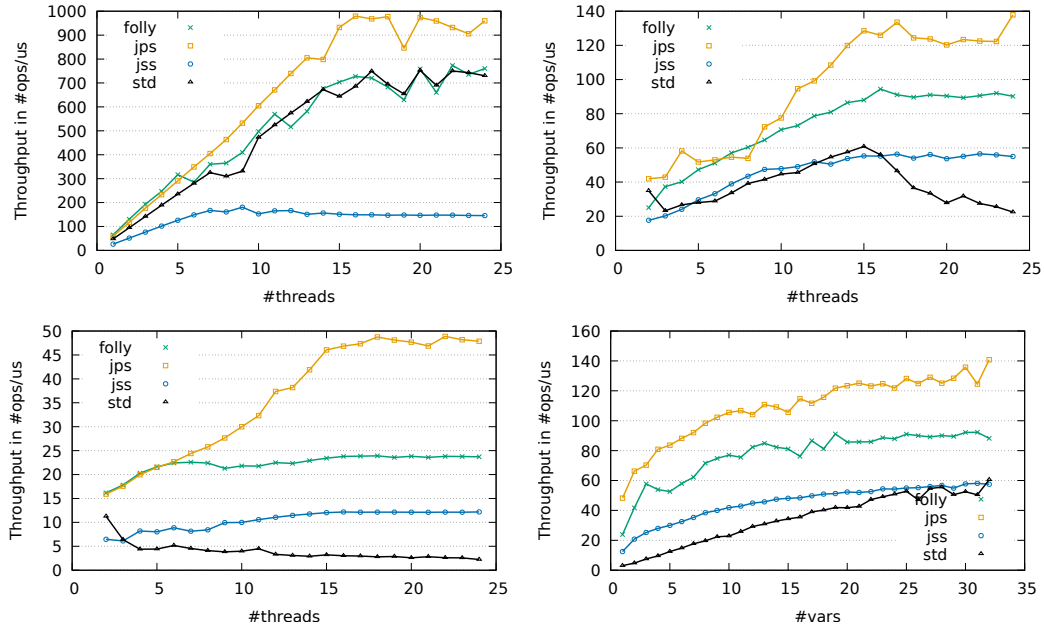 1000
900
800
700
600
500
400
300
200
100
0
Throughput in #ops/us
folly
jps
jss
std
0 5 10 15 20 25
#threads
140
120
100
80
60
40
20
0
Throughput in #ops/us
folly
jps
jss
std
0 5 10 15 20 25
#threads
50
45
40
35
30
25
20
15
10
5
0
Throughput in #ops/us
folly
jps
jss
std
0 5 10 15 20 25
#threads
160
140
120
100
80
60
40
20
0
Throughput in #ops/us
folly
jps
jss
std
0 5 10 15 20 25 30 35
#vars